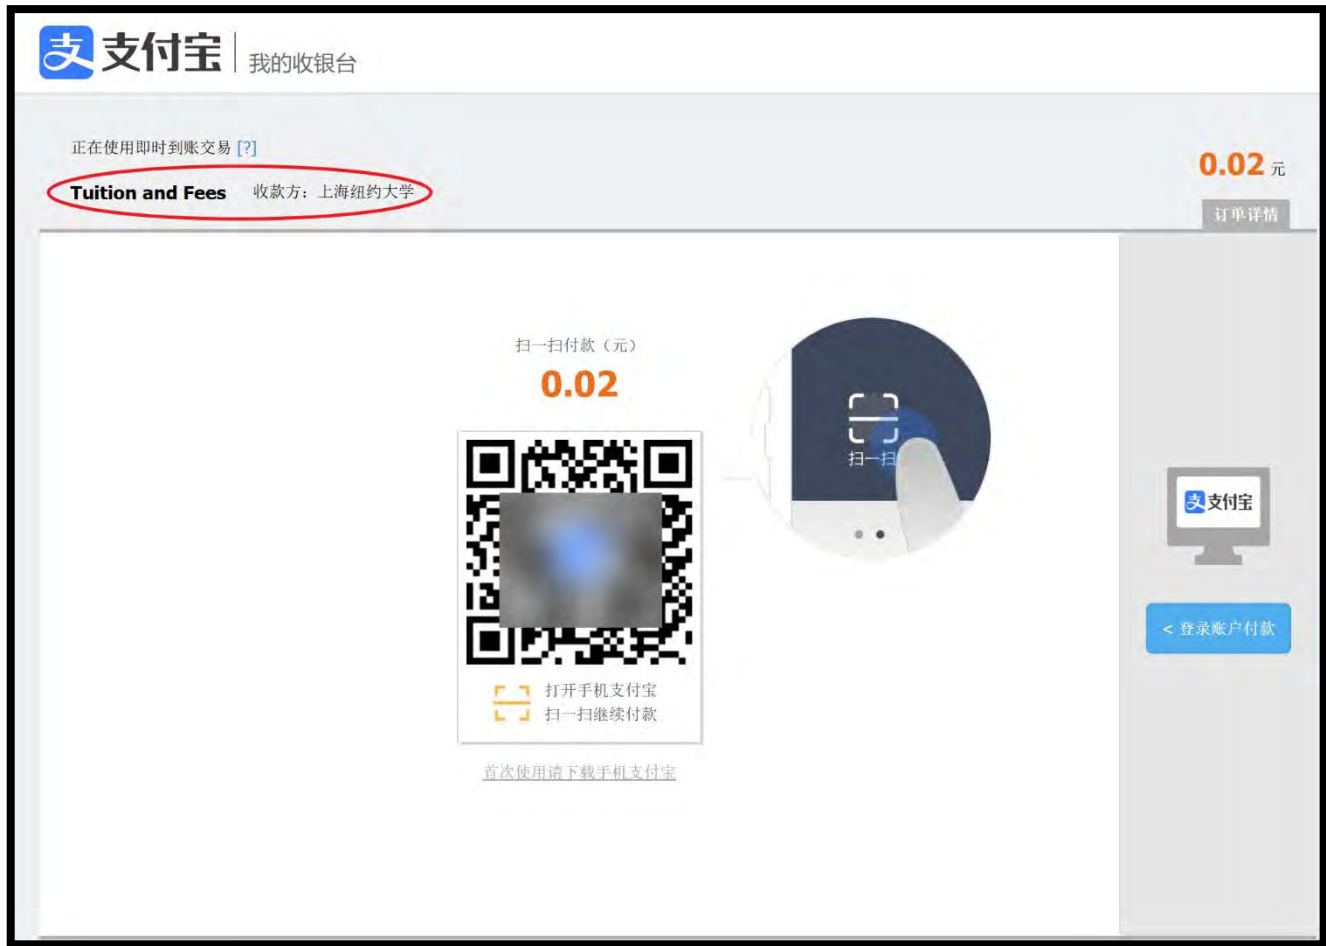 支 支付宝 我的收银台
正在使用即时到账交易 [?]
0.02 元
Tuition and Fees 收款方：上海纽约大学
订单详情
扫一扫付款（元）
0.02
扫一扫
打开手机支付宝
扫一扫继续付款
首次使用请下载手机支付宝
支 支付宝
< 登录账户付款